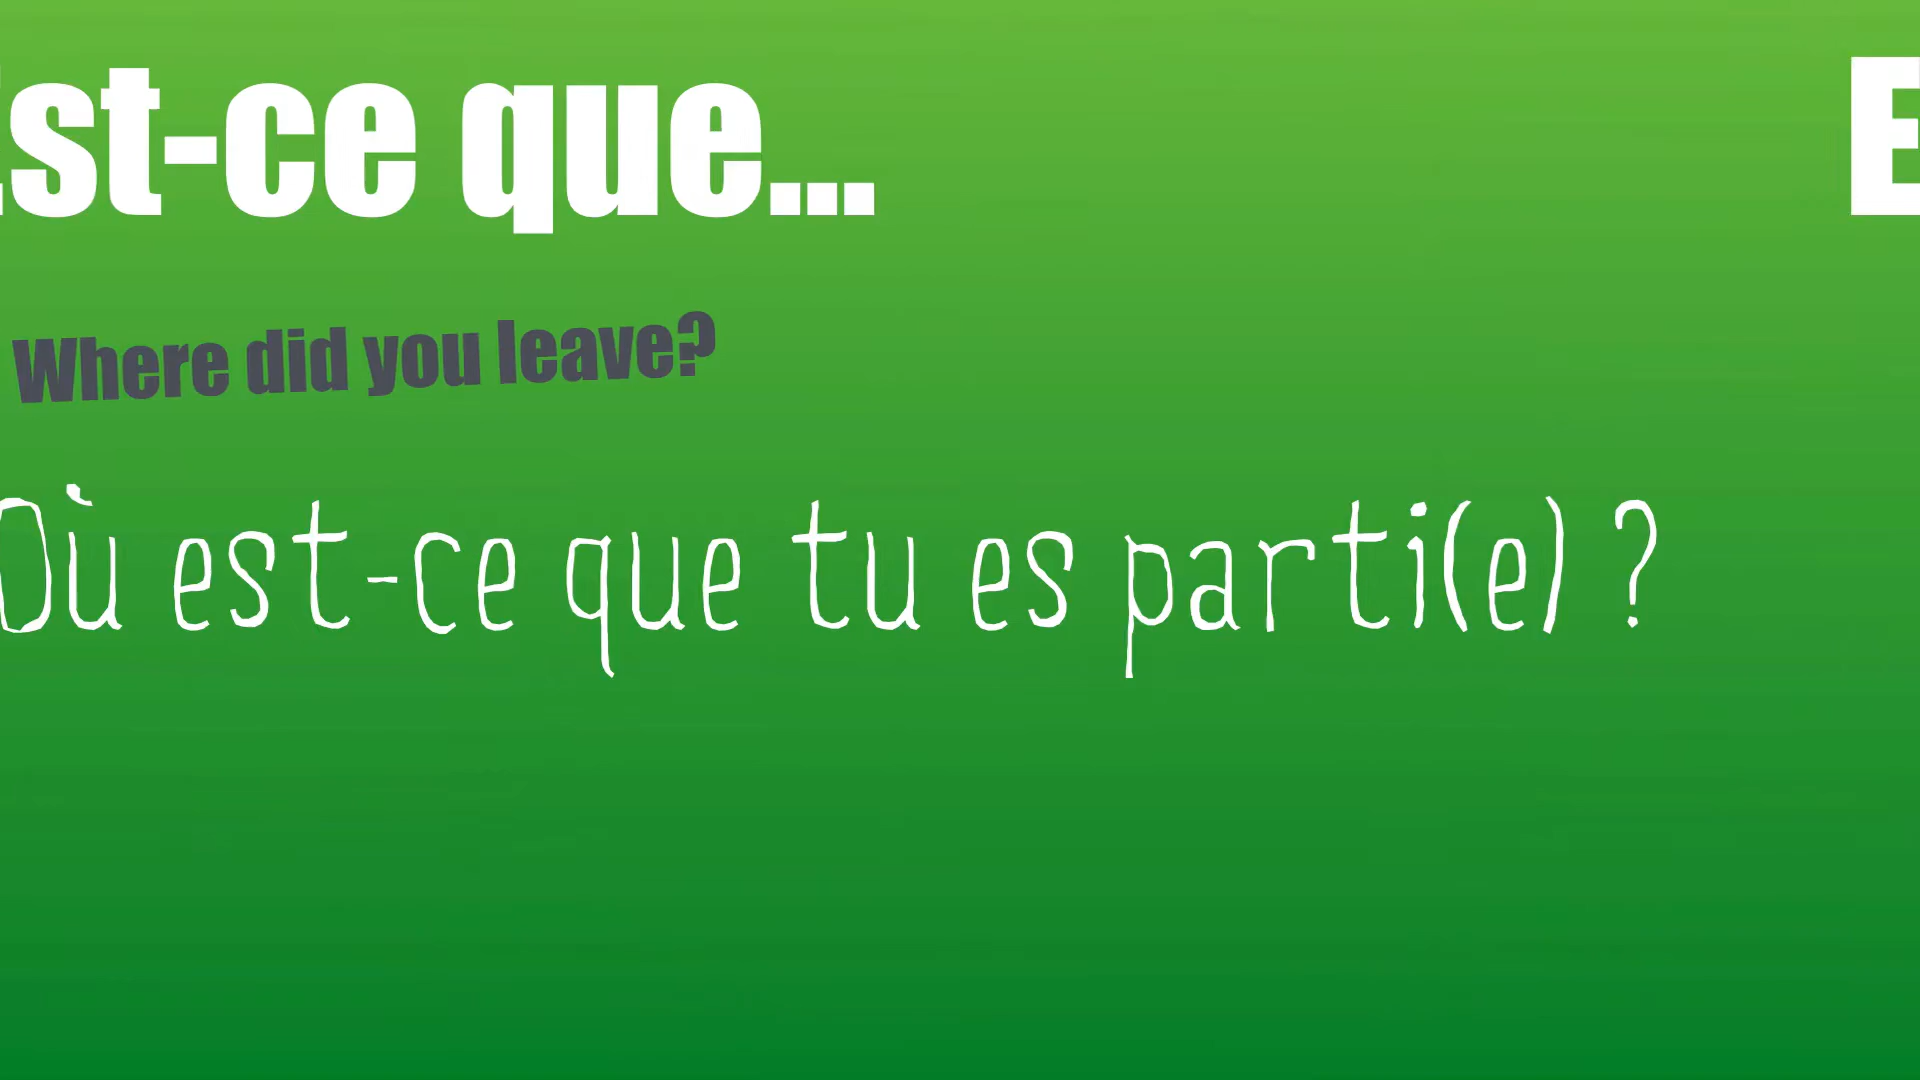 st-ce que... E
Where did you leave?
Où est-ce que tu es parti(e) ?